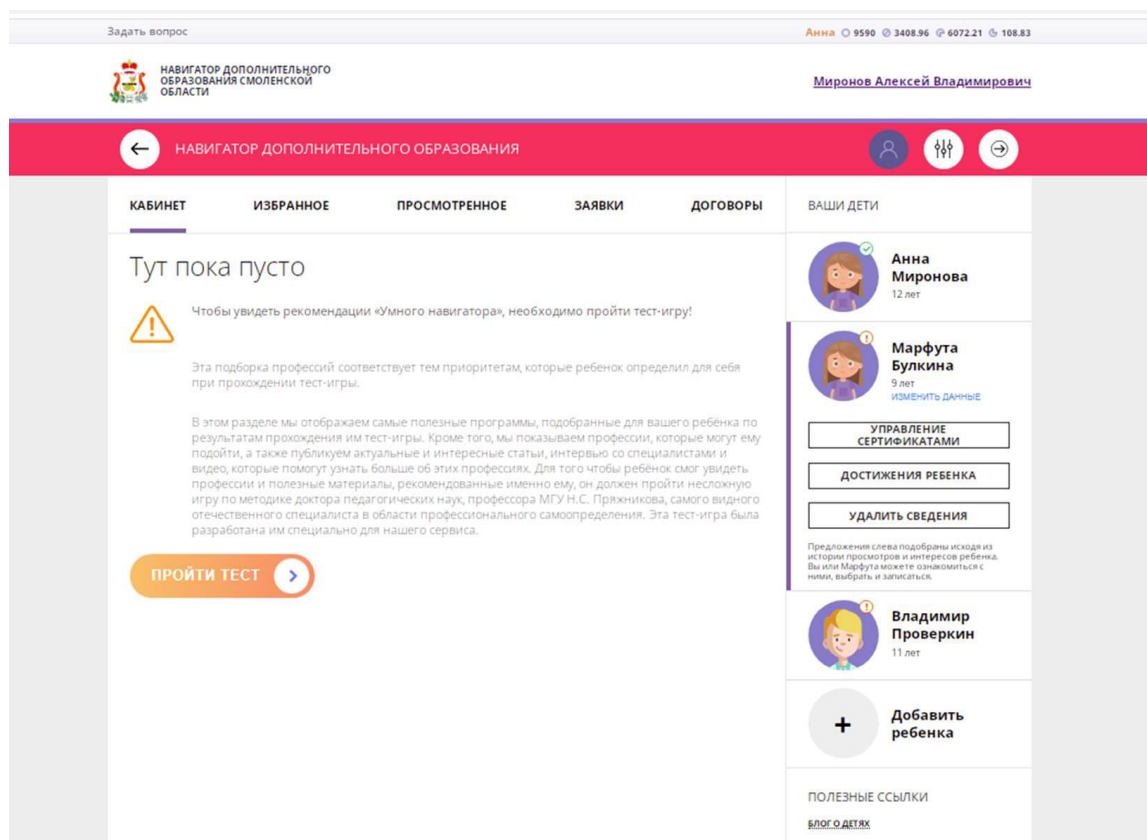 Задать вопрос
Анна 9590 3408.96 6072.21 108.83
НАВИГАТОР ДОПОЛНИТЕЛЬНОГО
ОБРАЗОВАНИЯ СМОЛЕНСКОЙ
ОБЛАСТИ
Миронов Алексей Владимирович
НАВИГАТОР ДОПОЛНИТЕЛЬНОГО ОБРАЗОВАНИЯ
КАБИНЕТ ИЗБРАННОЕ ПРОСМОТРЕННОЕ ЗАЯВКИ ДОГОВОРЫ
Тут пока пусто
Чтобы увидеть рекомендации «Умного навигатора», необходимо пройти тест-игру!
Эта подборка профессий соответствует тем приоритетам, которые ребенок определил для себя
при прохождении тест-игры.
В этом разделе мы отображаем самые полезные программы, подобранные для вашего ребёнка по
результатам прохождения им тест-игры. Кроме того, мы показываем профессии, которые могут ему
подойти, а также публикуем актуальные и интересные статьи, интервью со специалистами и
видео, которые помогут узнать больше об этих профессиях. Для того чтобы ребёнок смог увидеть
профессии и полезные материалы, рекомендованные именно ему, он должен пройти несложную
игру по методике доктора педагогических наук, профессора МГУ Н.С. Пряжникова, самого видного
отечественного специалиста в области профессионального самоопределения. Эта тест-игра была
разработана им специально для нашего сервиса.
ПРОЙТИ ТЕСТ
ВАШИ ДЕТИ
Анна
Миронова
12 лет
Марфута
Булкина
9 лет
ИЗМЕНИТЬ ДАННЫЕ
УПРАВЛЕНИЕ
СЕРТИФИКАТАМИ
ДОСТИЖЕНИЯ РЕБЕНКА
УДАЛИТЬ СВЕДЕНИЯ
Предложения слева подобраны исходя из
истории просмотров и интересов ребенка.
Вы или Марфута можете ознакомиться с
ними, выбрать и записаться.
Владимир
Проверкин
11 лет
+
Добавить
ребенка
ПОЛЕЗНЫЕ ССЫЛКИ
БЛОГ О ДЕТЯХ